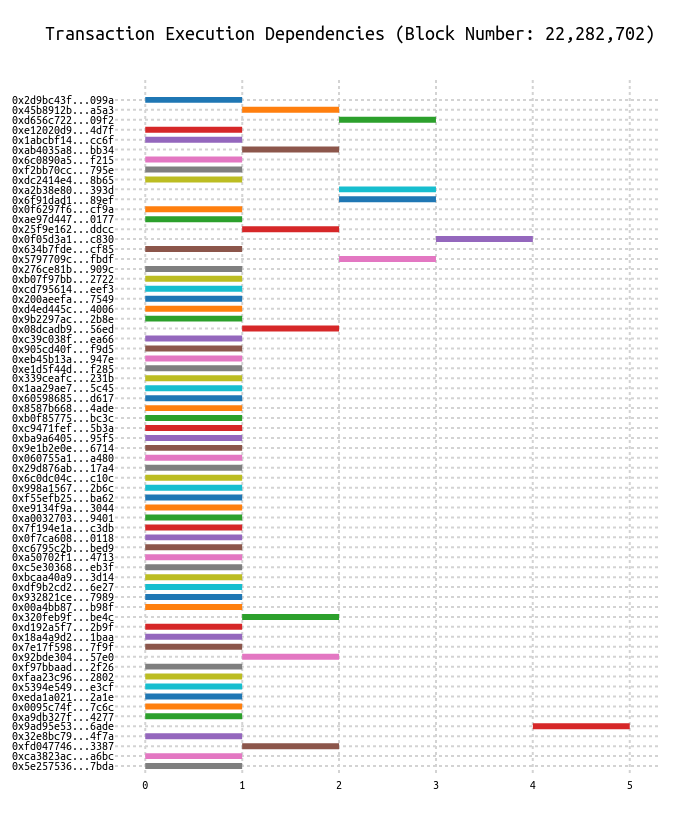 Transaction Execution Dependencies (Block Number: 22,282,702)
0x2d9bc43f...099a
0x45b8912b...a5a3
0xd656c722...09f2
0xe12020d9...4d7f
0x1abcbf14...cc6f
0xab4035a8...bb34
0x6c0890a5...f215
0xf2bb70cc...795e
0xdc2414e4...8b65
0xa2b38e80...393d
0x6f91dad1...89ef
0x0f6297f6...cf9a
0xae97d447...0177
0x25f9e162...ddcc
0x0f05d3a1...c830
0x634b7fde...cf85
0x5797709c...fbdf
0x276ce81b...909c
0xb07f97bb...2722
0xcd795614...eef3
0x200aeefa...7549
0xd4ed445c...4006
0x9b2297ac...2b8e
0x08dcadb9...56ed
0xc39c038f...ea66
0x905cd40f...f9d5
0xeb45b13a...947e
0xe1d5f44d...f285
0x339ceafc...231b
0x1aa29ae7...5c45
0x60598685...d617
0x8587b668...4ade
0xb0f85775...bc3c
0xc9471fef...5b3a
0xba9a6405...95f5
0x9e1b2e0e...6714
0x060755a1...a480
0x29d876ab...17a4
0x6c0dc04c...c10c
0x998a1567...2b6c
0xf55efb25...ba62
0xe9134f9a...3044
0xa0032703...9401
0x7f194e1a...c3db
0x0f7ca608...0118
0xc6795c2b...bed9
0xa50702f1...4713
0xc5e30368...eb3f
0xbcaa40a9...3d14
0xdf9b2cd2...6e27
0x932821ce...7989
0x00a4bb87...b98f
0x320feb9f...be4c
0xd192a5f7...2b9f
0x18a4a9d2...1baa
0x7e17f598...7f9f
0x92bde304...57e0
0xf97bbaad...2f26
0xfaa23c96...2802
0x5394e549...e3cf
0xeda1a021...2a1e
0x0095c74f...7c6c
0xa9db327f...4277
0x9ad95e53...6ade
0x32e8bc79...4f7a
0xfd047746...3387
0xca3823ac...a6bc
0x5e257536...7bda
0 1 2 3 4 5